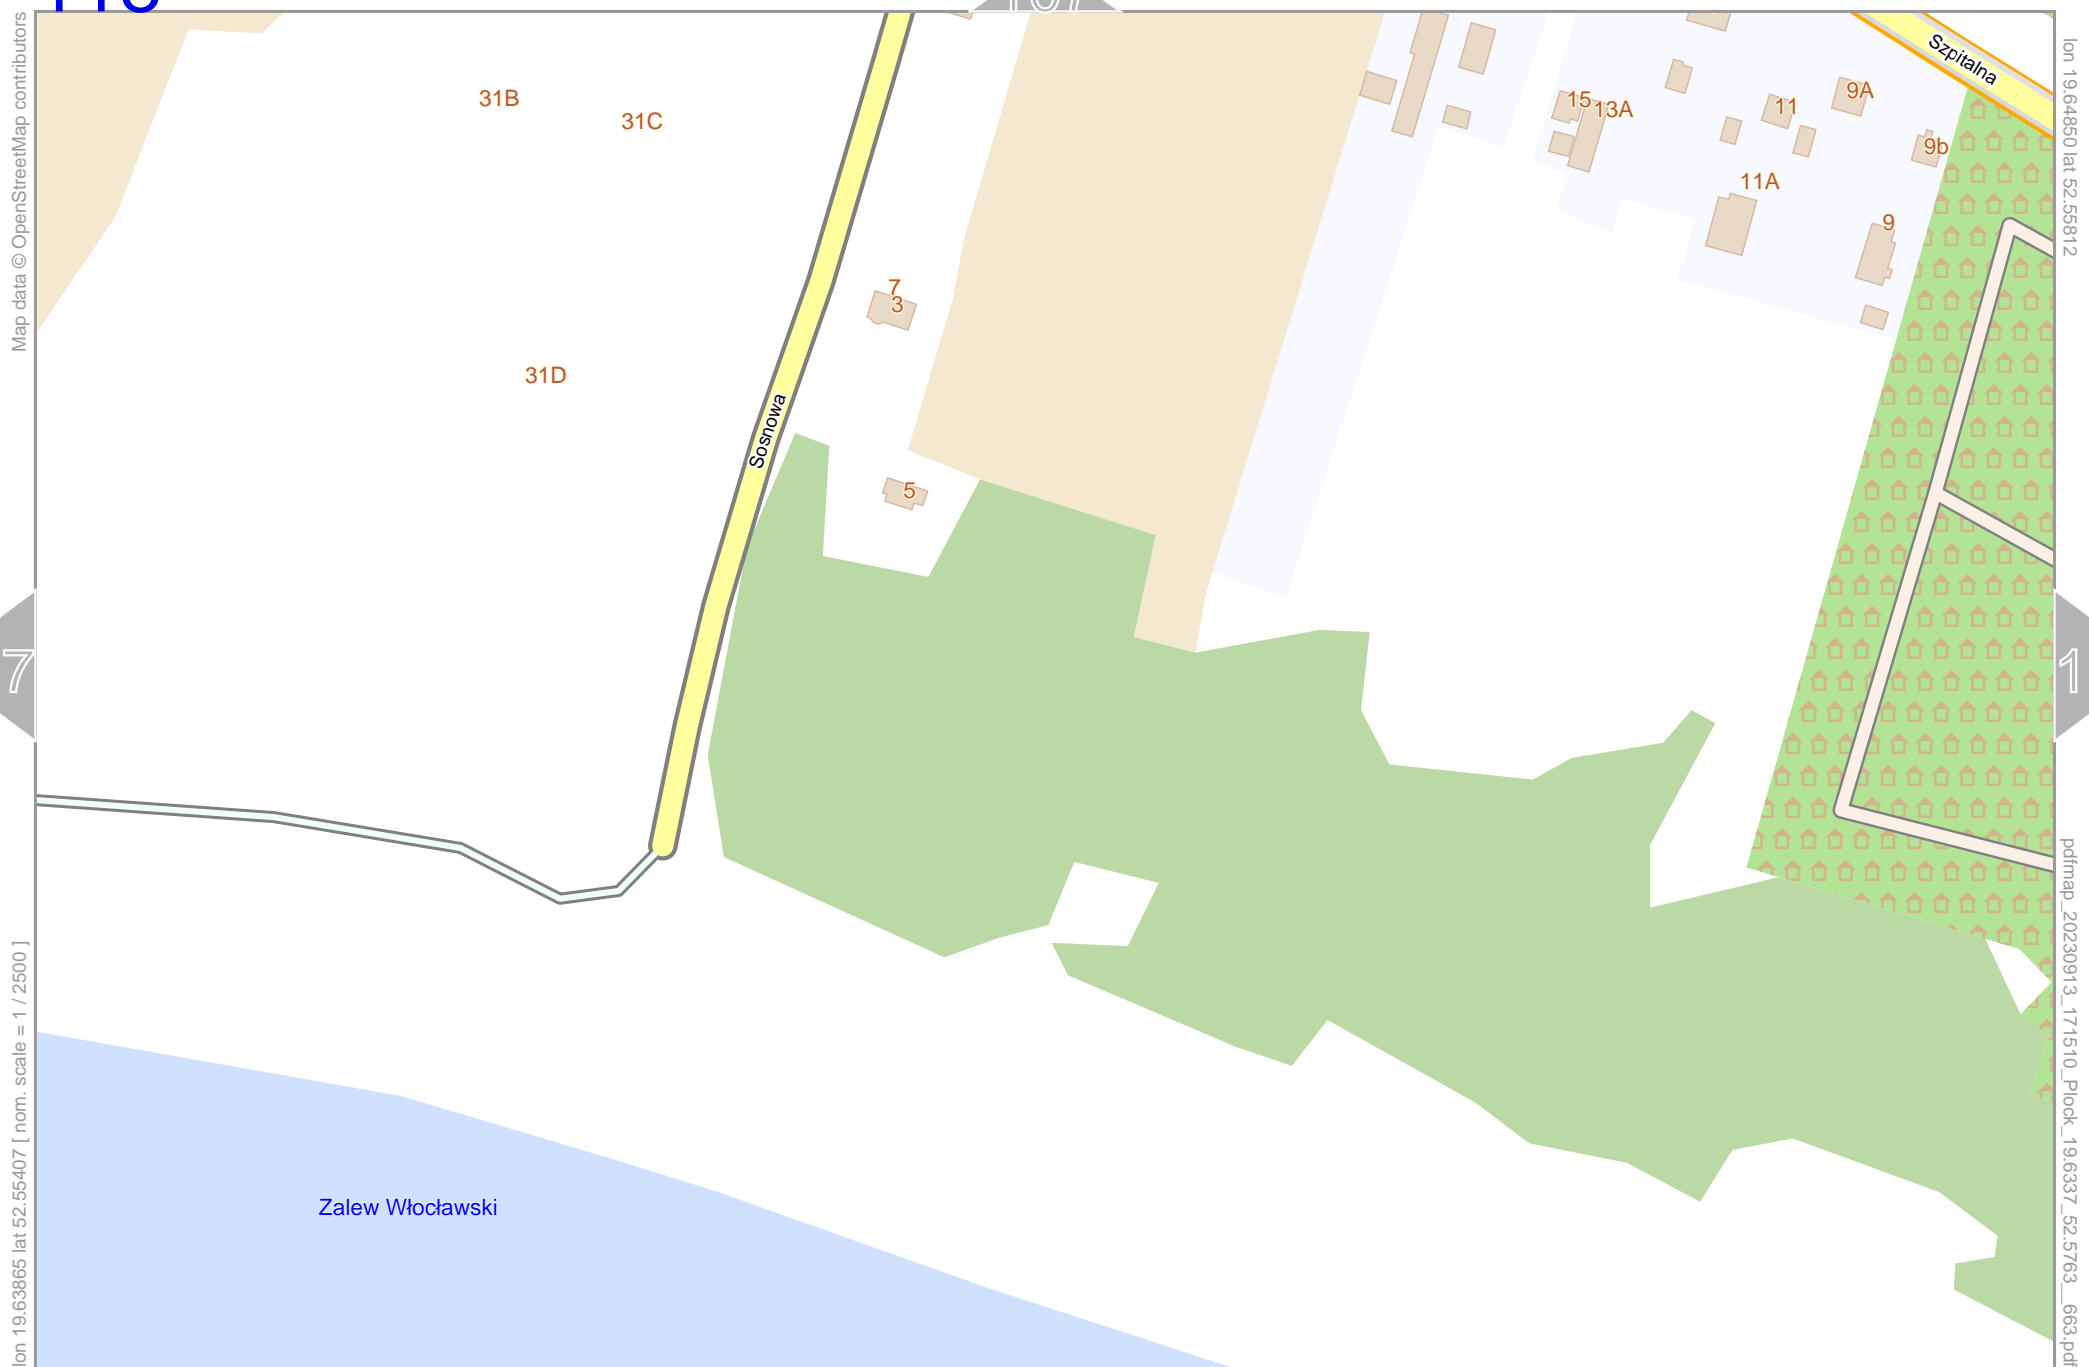 Map data © OpenStreetMap contributors
lon 19.64850 lat 52.55812
Szpitalna
31B
31C
15
13A
11
9A
9b
11A
9
7
3
31D
Sosnowa
5
7
1
Zalew Włocławski
lon 19.63865 lat 52.55407 [ nom. scale = 1 / 2500 ]
pdfmap_20230913_171510_Plock_19.6337_52.5763__663.pdf